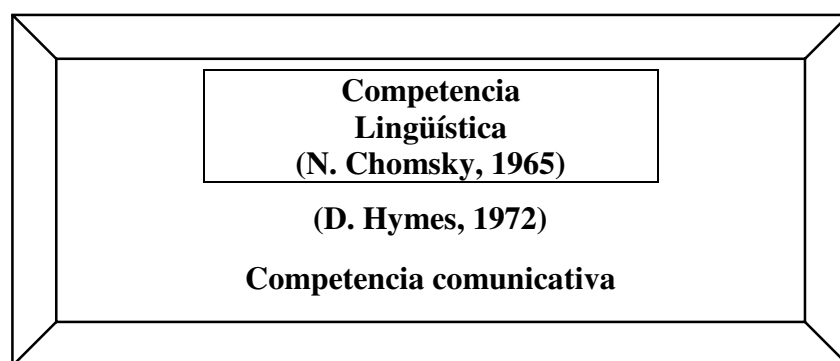 Competencia
Lingüística
(N. Chomsky, 1965)
(D. Hymes, 1972)
Competencia comunicativa